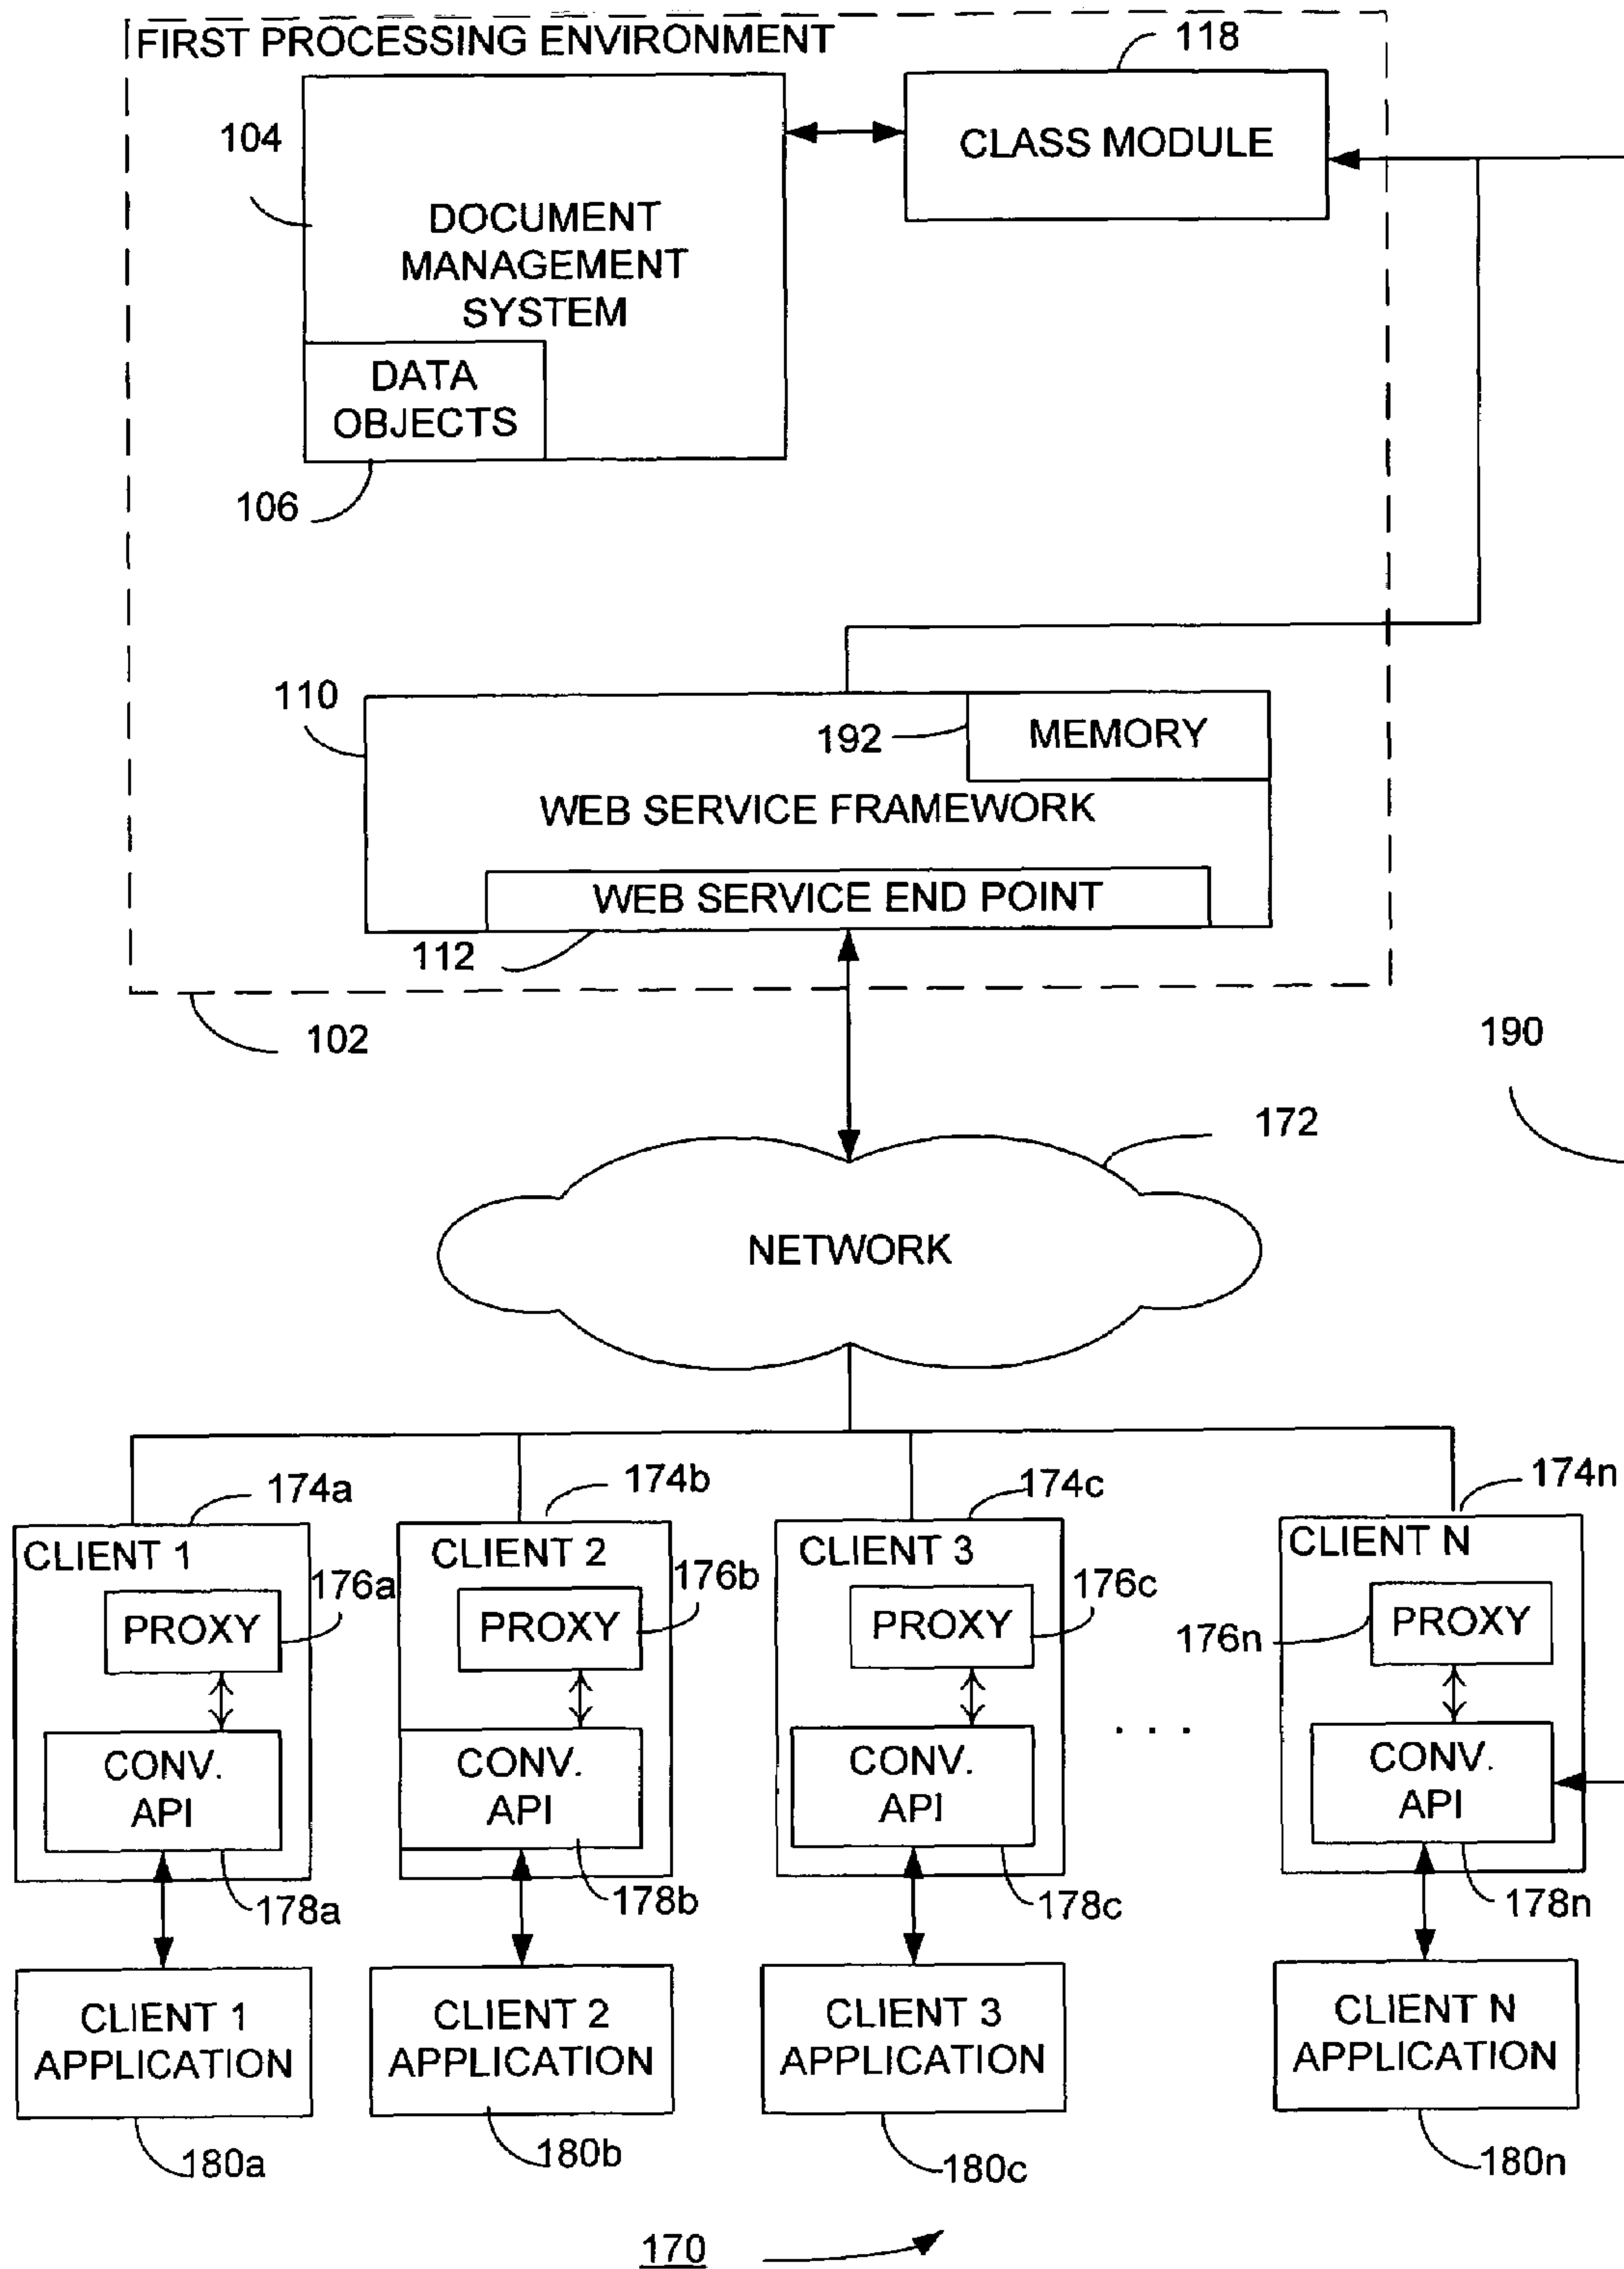 FIRST PROCESSING ENVIRONMENT
118
104
CLASS MODULE
DOCUMENT
MANAGEMENT
SYSTEM
DATA
OBJECTS
106
110
192
MEMORY
WEB SERVICE FRAMEWORK
WEB SERVICE END POINT
112
102
190
172
NETWORK
174a
174b
174c
174n
CLIENT 1
CLIENT 2
CLIENT 3
CLIENT N
176a
176b
176c
176n
PROXY
PROXY
PROXY
PROXY
CONV.
API
CONV.
API
CONV.
API
. . .
CONV.
API
178a
178b
178c
178n
CLIENT 1
APPLICATION
CLIENT 2
APPLICATION
CLIENT 3
APPLICATION
CLIENT N
APPLICATION
180a
180b
180c
180n
170